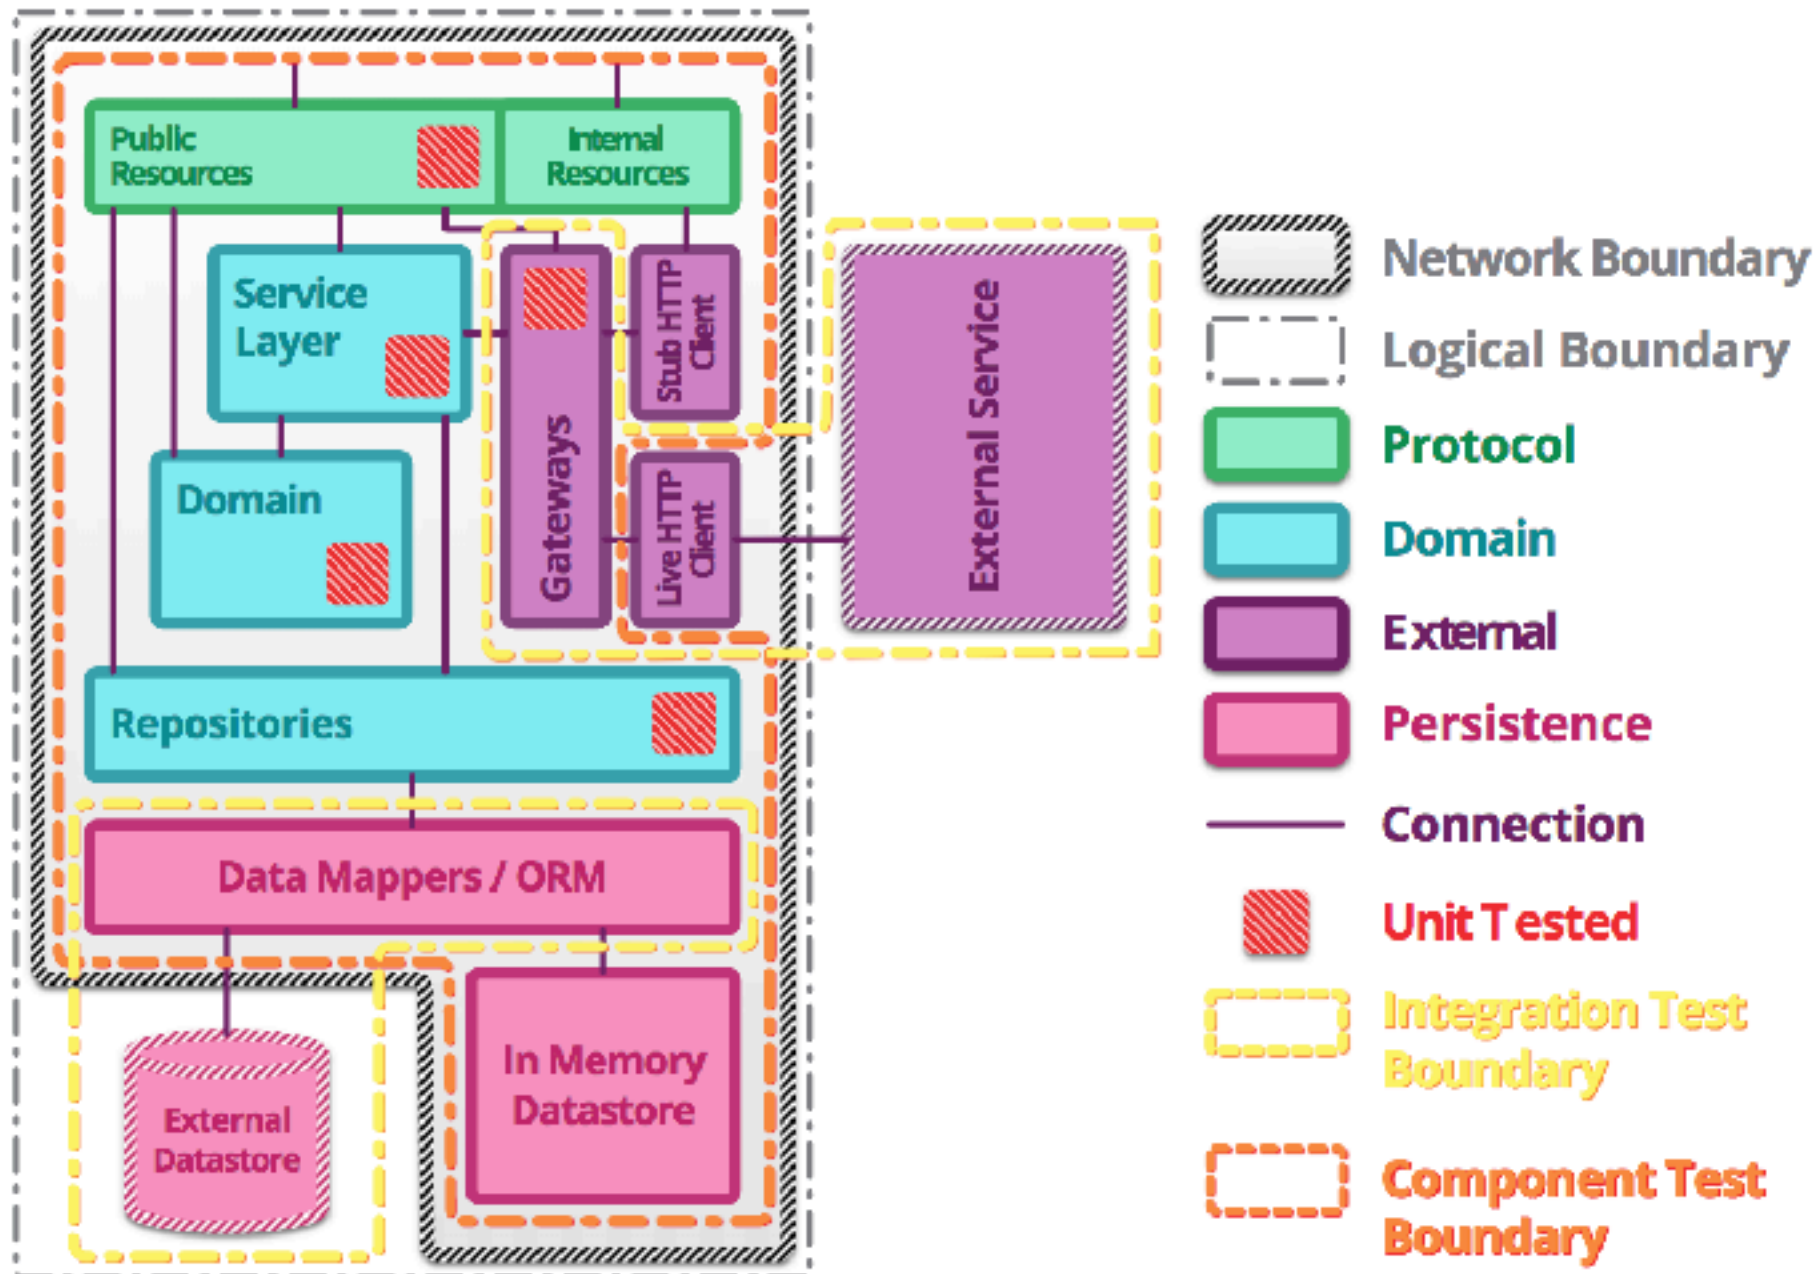 Public
Resources
Internal
Resources
Service
Layer
Gateways
Stub HTTP
Client
External Service
Domain
Live HTTP
Client
Repositories
Data Mappers / ORM
External
Datastore
In Memory
Datastore
Network Boundary
Logical Boundary
Protocol
Domain
External
Persistence
Connection
Unit Tested
Integration Test
Boundary
Component Test
Boundary